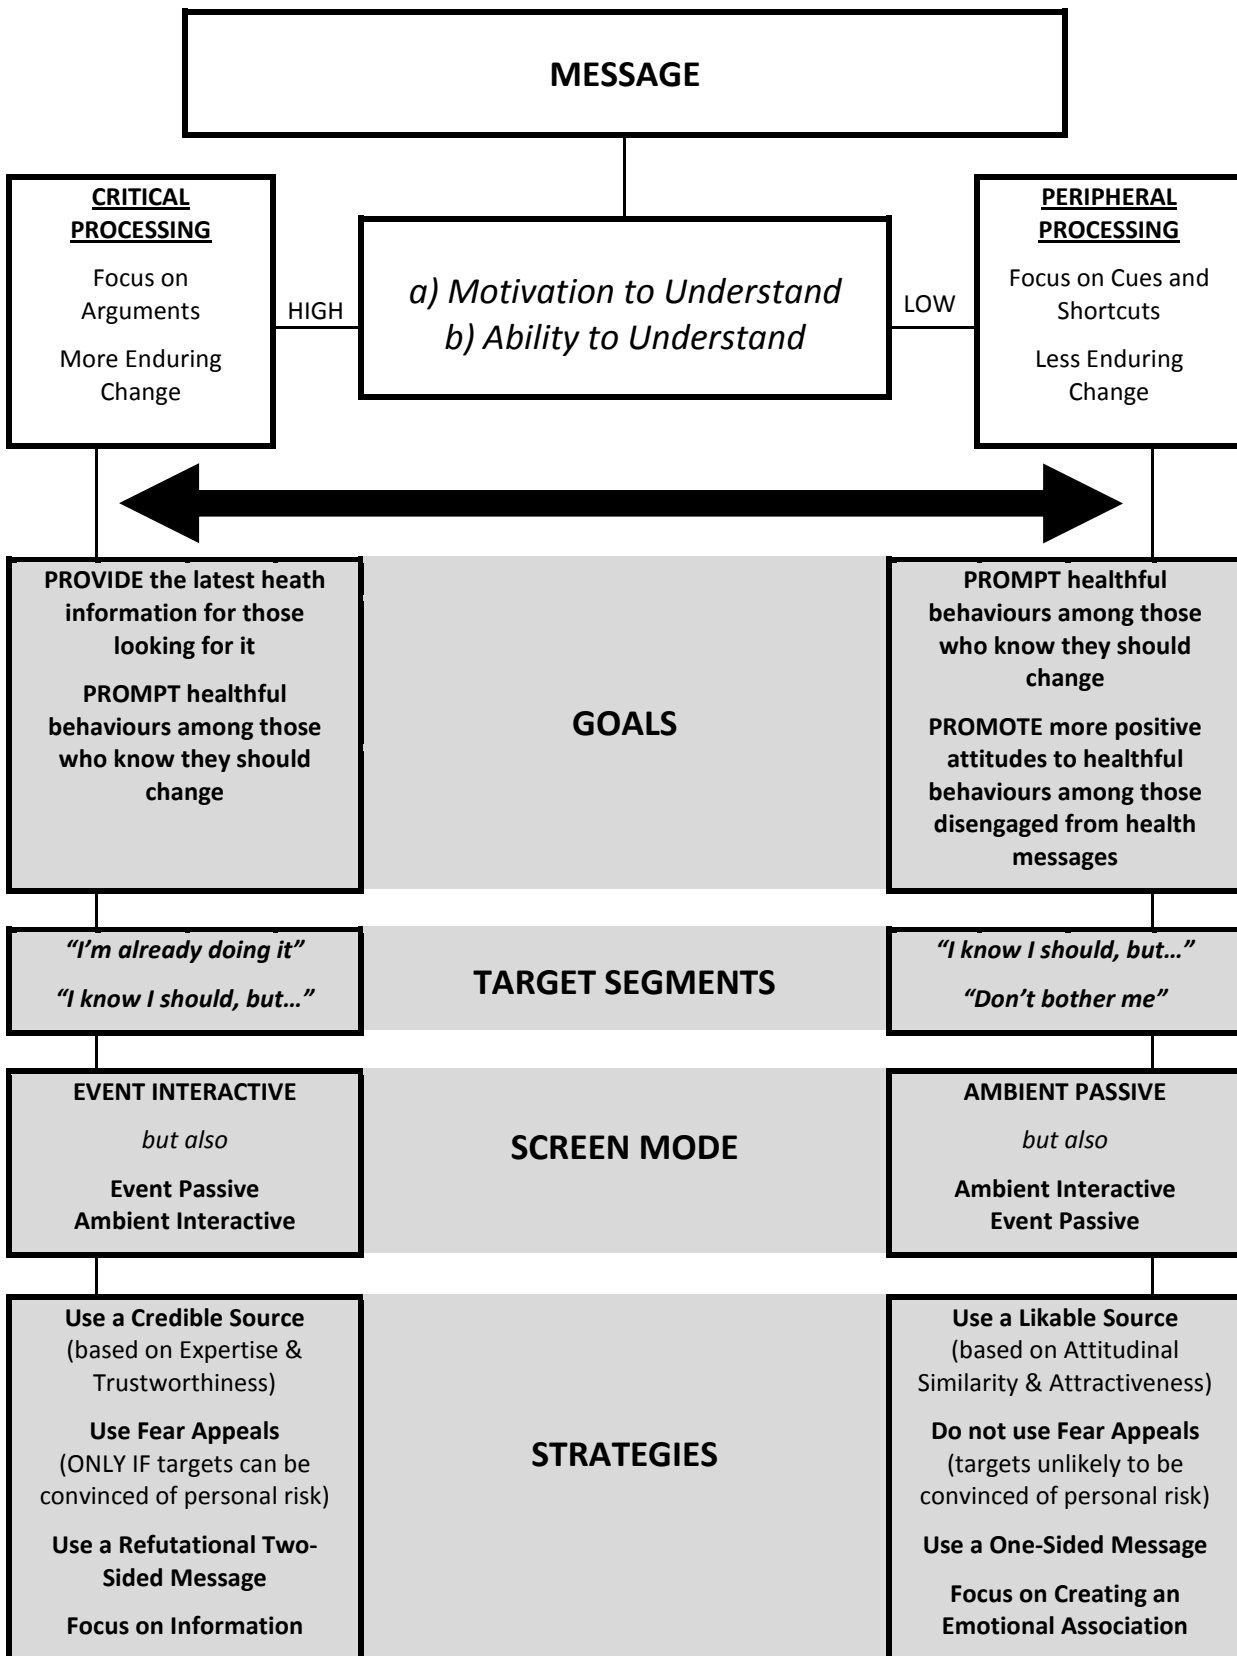 MESSAGE
CRITICAL
PROCESSING
Focus on
Arguments
More Enduring
Change
HIGH
a) Motivation to Understand
b) Ability to Understand
LOW
PERIPHERAL
PROCESSING
Focus on Cues and
Shortcuts
Less Enduring
Change
PROVIDE the latest heath
information for those
looking for it
PROMPT healthful
behaviours among those
who know they should
change
GOALS
PROMPT healthful
behaviours among those
who know they should
change
PROMOTE more positive
attitudes to healthful
behaviours among those
disengaged from health
messages
“I’m already doing it”
“I know I should, but…”
TARGET SEGMENTS
“I know I should, but…”
“Don’t bother me”
EVENT INTERACTIVE
but also
Event Passive
Ambient Interactive
SCREEN MODE
AMBIENT PASSIVE
but also
Ambient Interactive
Event Passive
Use a Credible Source
(based on Expertise &
Trustworthiness)
Use Fear Appeals
(ONLY IF targets can be
convinced of personal risk)
Use a Refutational Two-
Sided Message
Focus on Information
STRATEGIES
Use a Likable Source
(based on Attitudinal
Similarity & Attractiveness)
Do not use Fear Appeals
(targets unlikely to be
convinced of personal risk)
Use a One-Sided Message
Focus on Creating an
Emotional Association